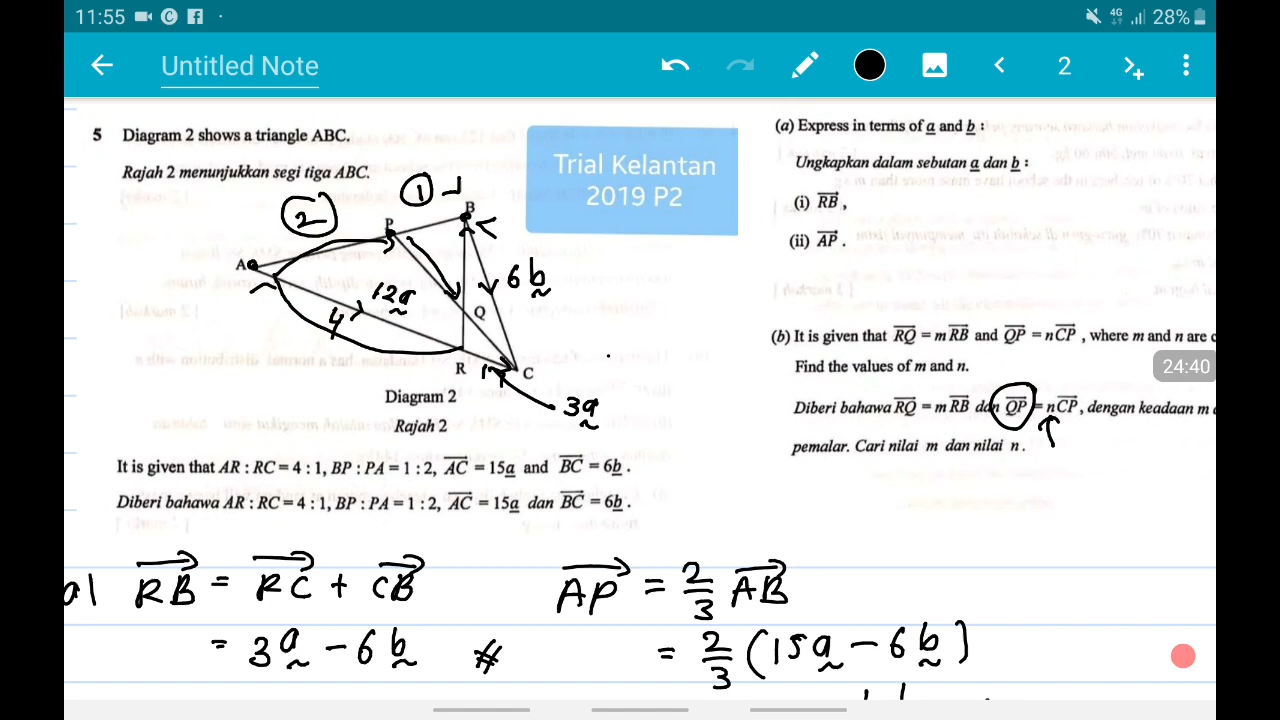 11:55
4G
28%
Untitled Note
2
5 Diagram 2 shows a triangle ABC.
Rajah 2 menunjukkan segi tiga ABC.
Trial Kelantan
2019 P2
1
2
P
B
A
12a
4
6b
Q
R
1
C
3a
Diagram 2
Rajah 2
It is given that AR : RC = 4 : 1, BP : PA = 1 : 2, AC = 15a and BC = 6b .
Diberi bahawa AR : RC = 4 : 1, BP : PA = 1 : 2, AC = 15a dan BC = 6b .
(a) Express in terms of a and b :
Ungkapkan dalam sebutan a dan b :
(i) RB ,
(ii) AP .
(b) It is given that RQ = m RB and QP = n CP , where m and n are c
Find the values of m and n.
24:40
Diberi bahawa RQ = m RB dan QP = n CP , dengan keadaan m
pemalar. Cari nilai m dan nilai n .
a) RB = RC + CB
= 3a - 6b #
AP = 2/3 AB
= 2/3 (15a - 6b)